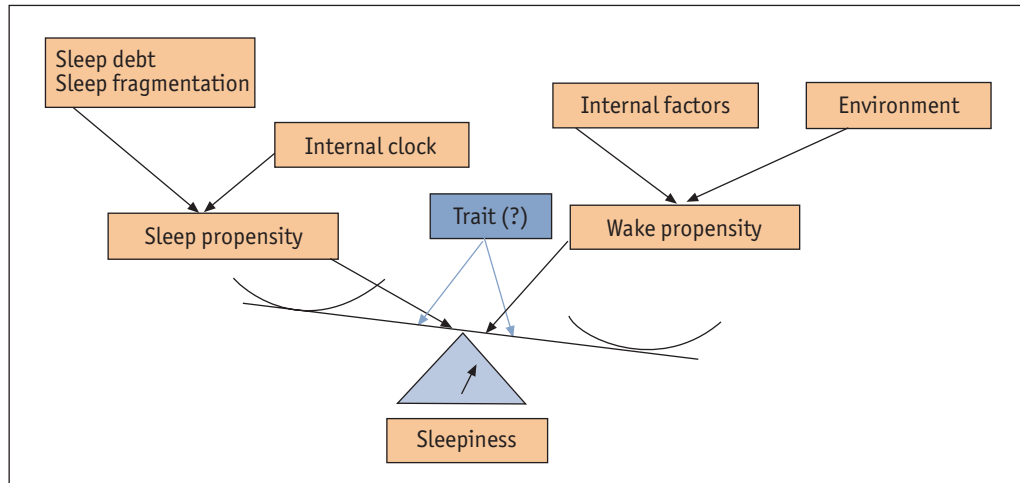 Sleep debt
Sleep fragmentation
Internal clock
Internal factors
Environment
Sleep propensity
Trait (?)
Wake propensity
Sleepiness